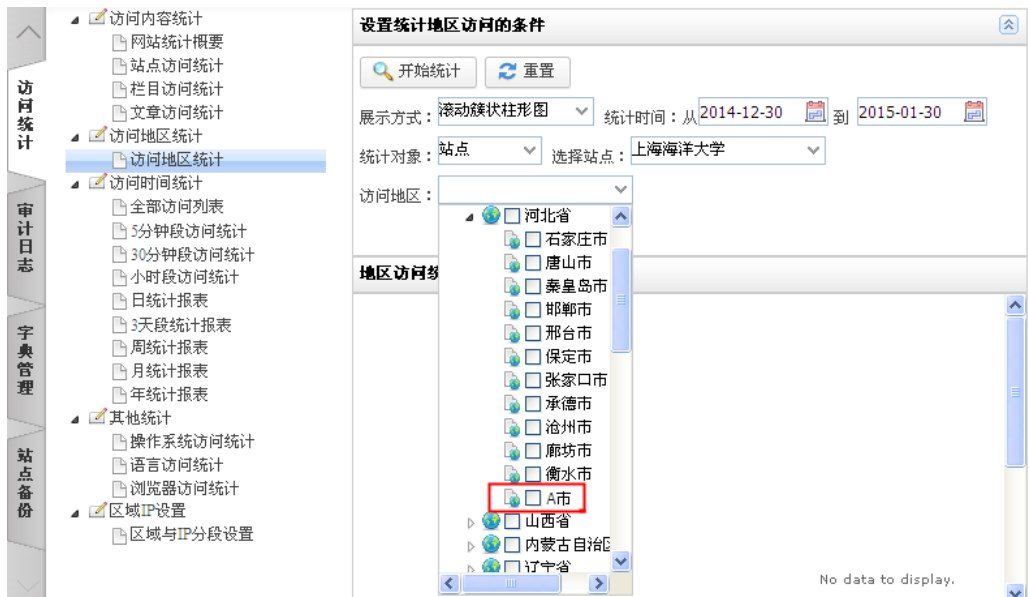 访问统计
审计日志
字典管理
站点备份
访问内容统计
网站统计概要
站点访问统计
栏目访问统计
文章访问统计
访问地区统计
访问地区统计
访问时间统计
全部访问列表
5分钟段访问统计
30分钟段访问统计
小时段访问统计
日统计报表
3天段统计报表
周统计报表
月统计报表
年统计报表
其他统计
操作系统访问统计
语言访问统计
浏览器访问统计
区域IP设置
区域与IP分段设置
设置统计地区访问的条件
开始统计 重置
展示方式：滚动簇状柱形图 统计时间：从 2014-12-30 到 2015-01-30
统计对象：站点 选择站点：上海海洋大学
访问地区：
河北省
石家庄市
唐山市
秦皇岛市
邯郸市
邢台市
保定市
张家口市
承德市
沧州市
廊坊市
衡水市
A市
山西省
内蒙古自治区
辽宁省
地区访问统
No data to display.